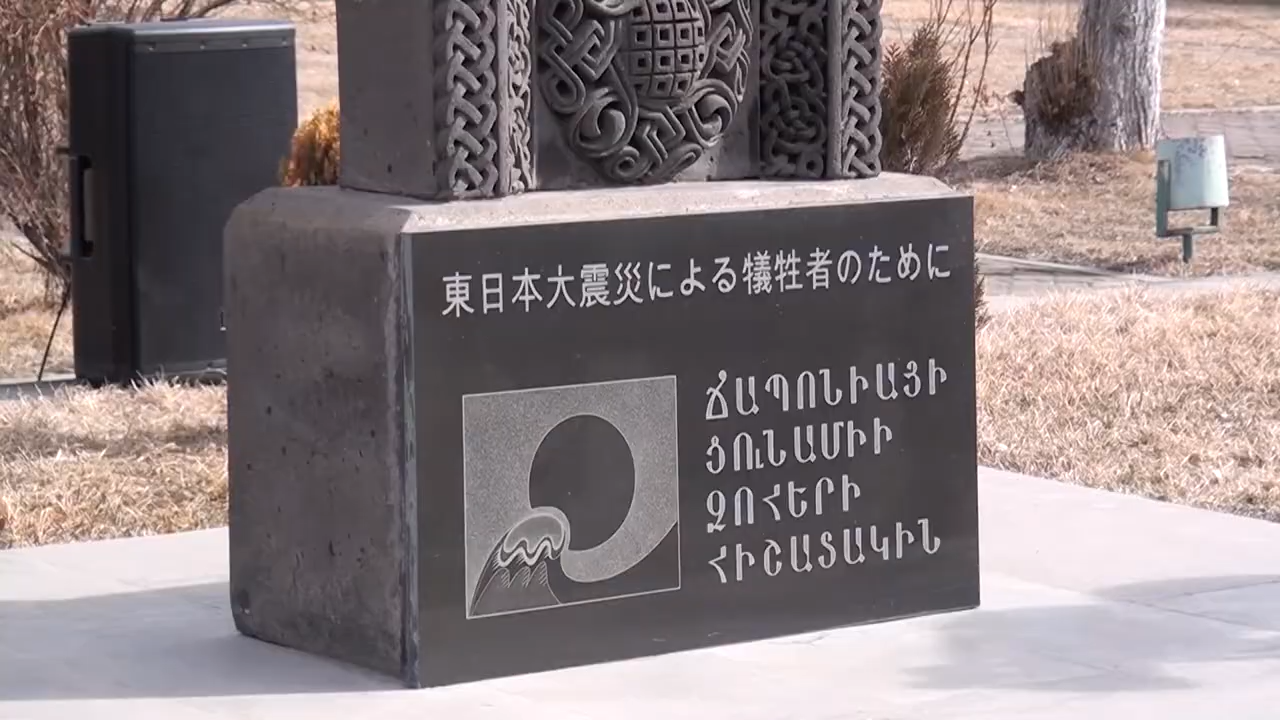 東日本大震災による犠牲者のために
ՃԱՊՈՆԻԱՅԻ
ՑՈՒՆԱՄԻԻ
ԶՈՀԵՐԻ
ՀԻՇԱՏԱԿԻՆ